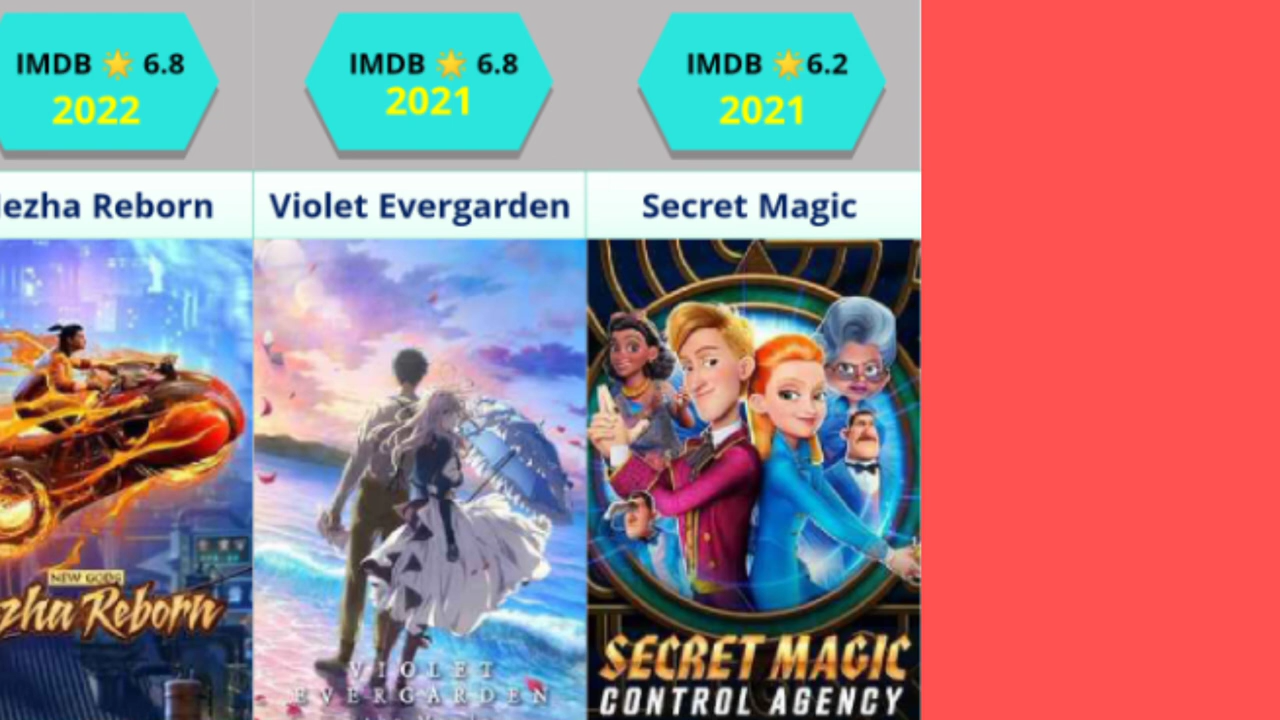 IMDB 🌟 6.8
2022
IMDB 🌟 6.8
2021
IMDB 🌟6.2
2021
ezha Reborn
Violet Evergarden
Secret Magic
NEW GODS
zha Reborn
VIOLET
EVERGARDEN
SECRET MAGIC
CONTROL AGENCY